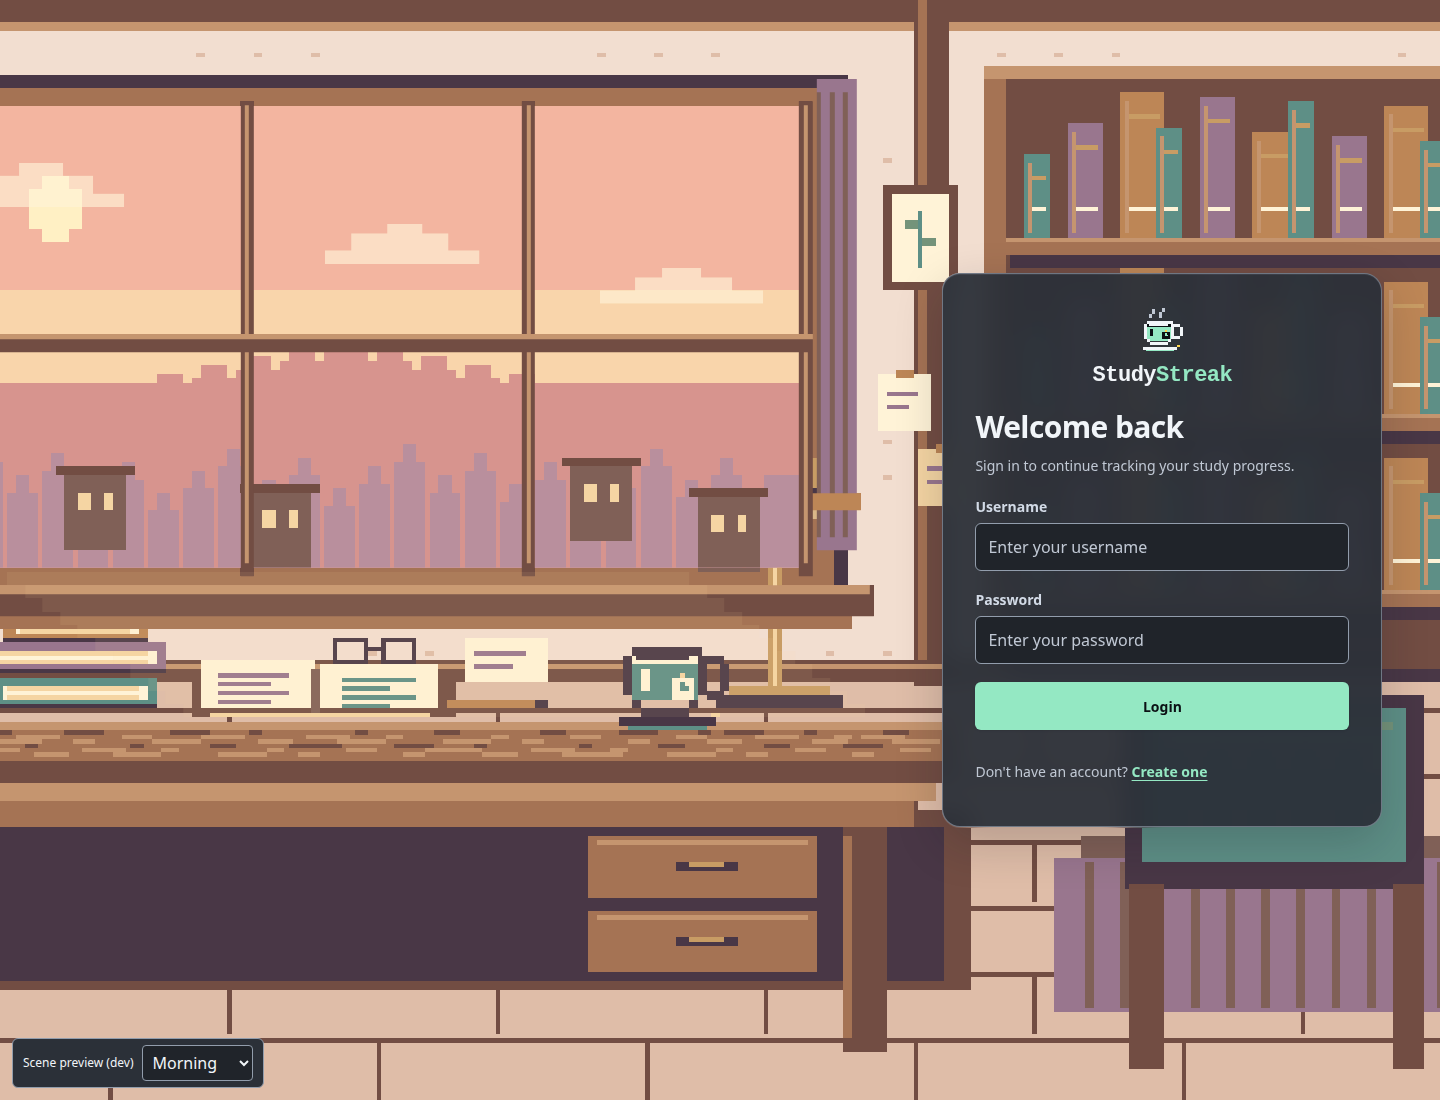 StudyStreak
Welcome back
Sign in to continue tracking your study progress.
Username
Enter your username
Password
Enter your password
Login
Don't have an account? Create one
Scene preview (dev) Morning